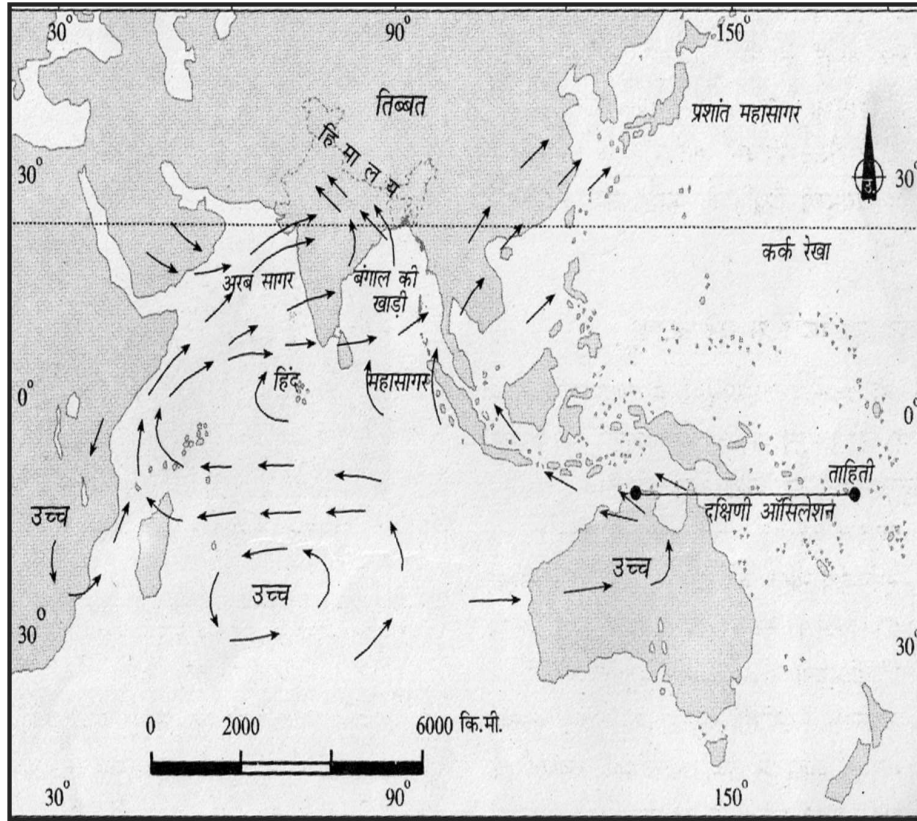 30°
90°
150°
तिब्बत
प्रशांत महासागर
हिमालय
30°
30°
कर्क रेखा
अरब सागर
बंगाल की
खाड़ी
हिंद
महासागर
0°
0°
ताहिती
दक्षिणी ऑसिलेशन
उच्च
उच्च
उच्च
30°
30°
0 2000 6000 कि.मी.
30°
90°
150°